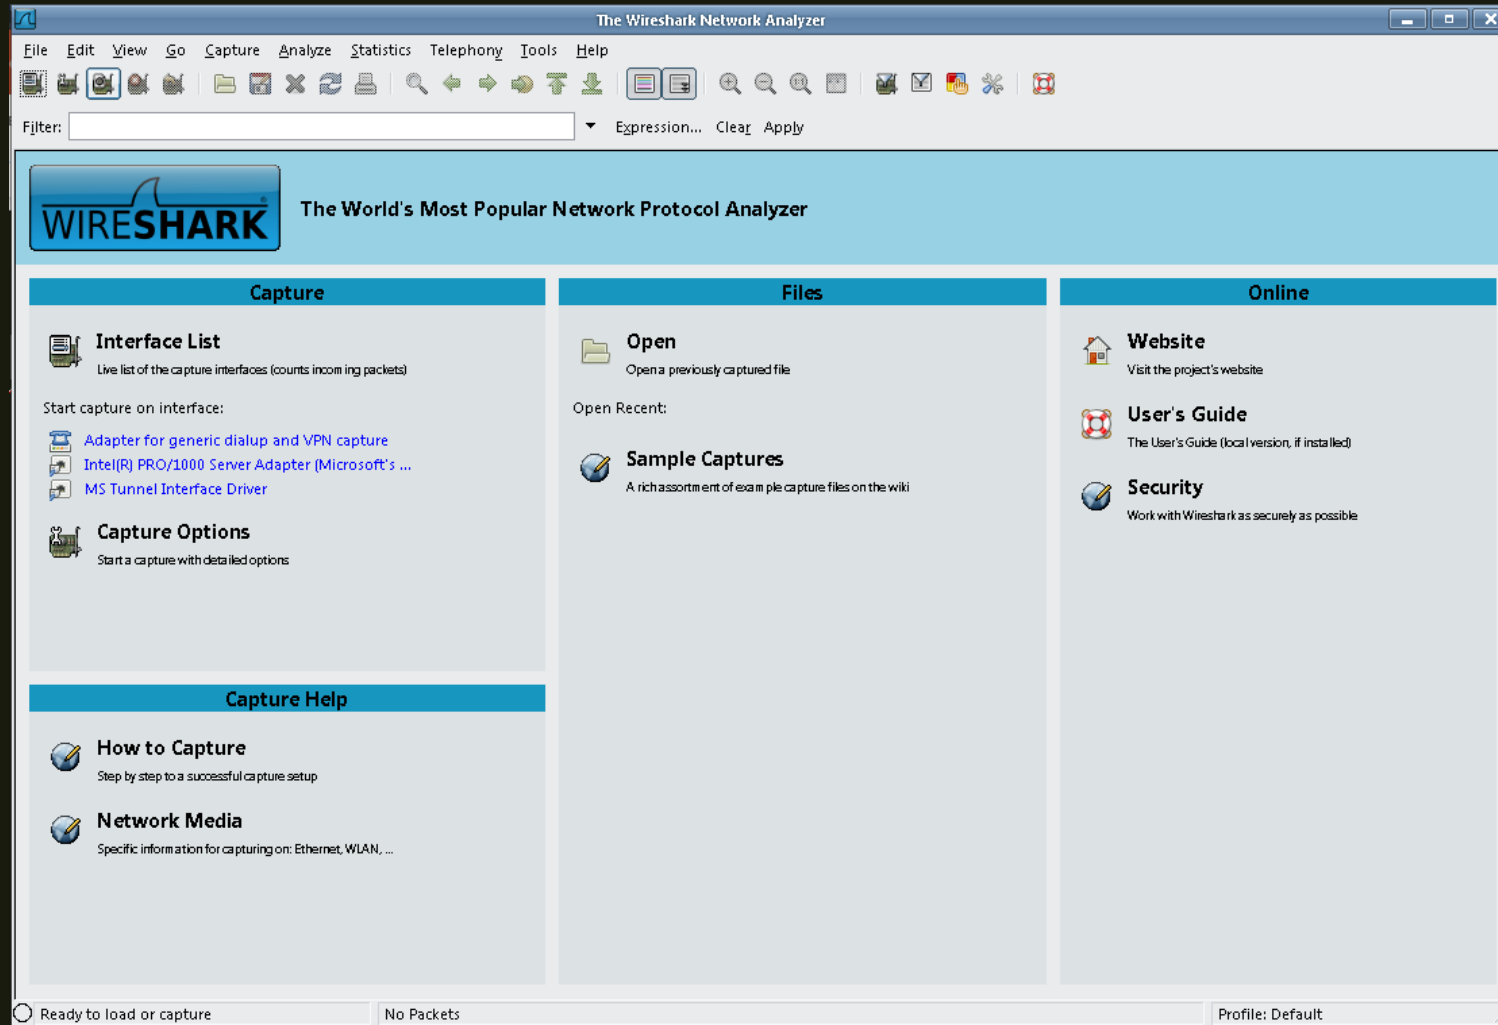 The Wireshark Network Analyzer
File Edit View Go Capture Analyze Statistics Telephony Tools Help
Filter: Expression... Clear Apply
WIRESHARK
The World's Most Popular Network Protocol Analyzer
Capture
Interface List
Live list of the capture interfaces (counts incoming packets)
Start capture on interface:
Adapter for generic dialup and VPN capture
Intel(R) PRO/1000 Server Adapter (Microsoft's ...
MS Tunnel Interface Driver
Capture Options
Start a capture with detailed options
Capture Help
How to Capture
Step by step to a successful capture setup
Network Media
Specific information for capturing on: Ethernet, WLAN, ...
Files
Open
Open a previously captured file
Open Recent:
Sample Captures
A rich assortment of example capture files on the wiki
Online
Website
Visit the project's website
User's Guide
The User's Guide (local version, if installed)
Security
Work with Wireshark as securely as possible
Ready to load or capture
No Packets
Profile: Default